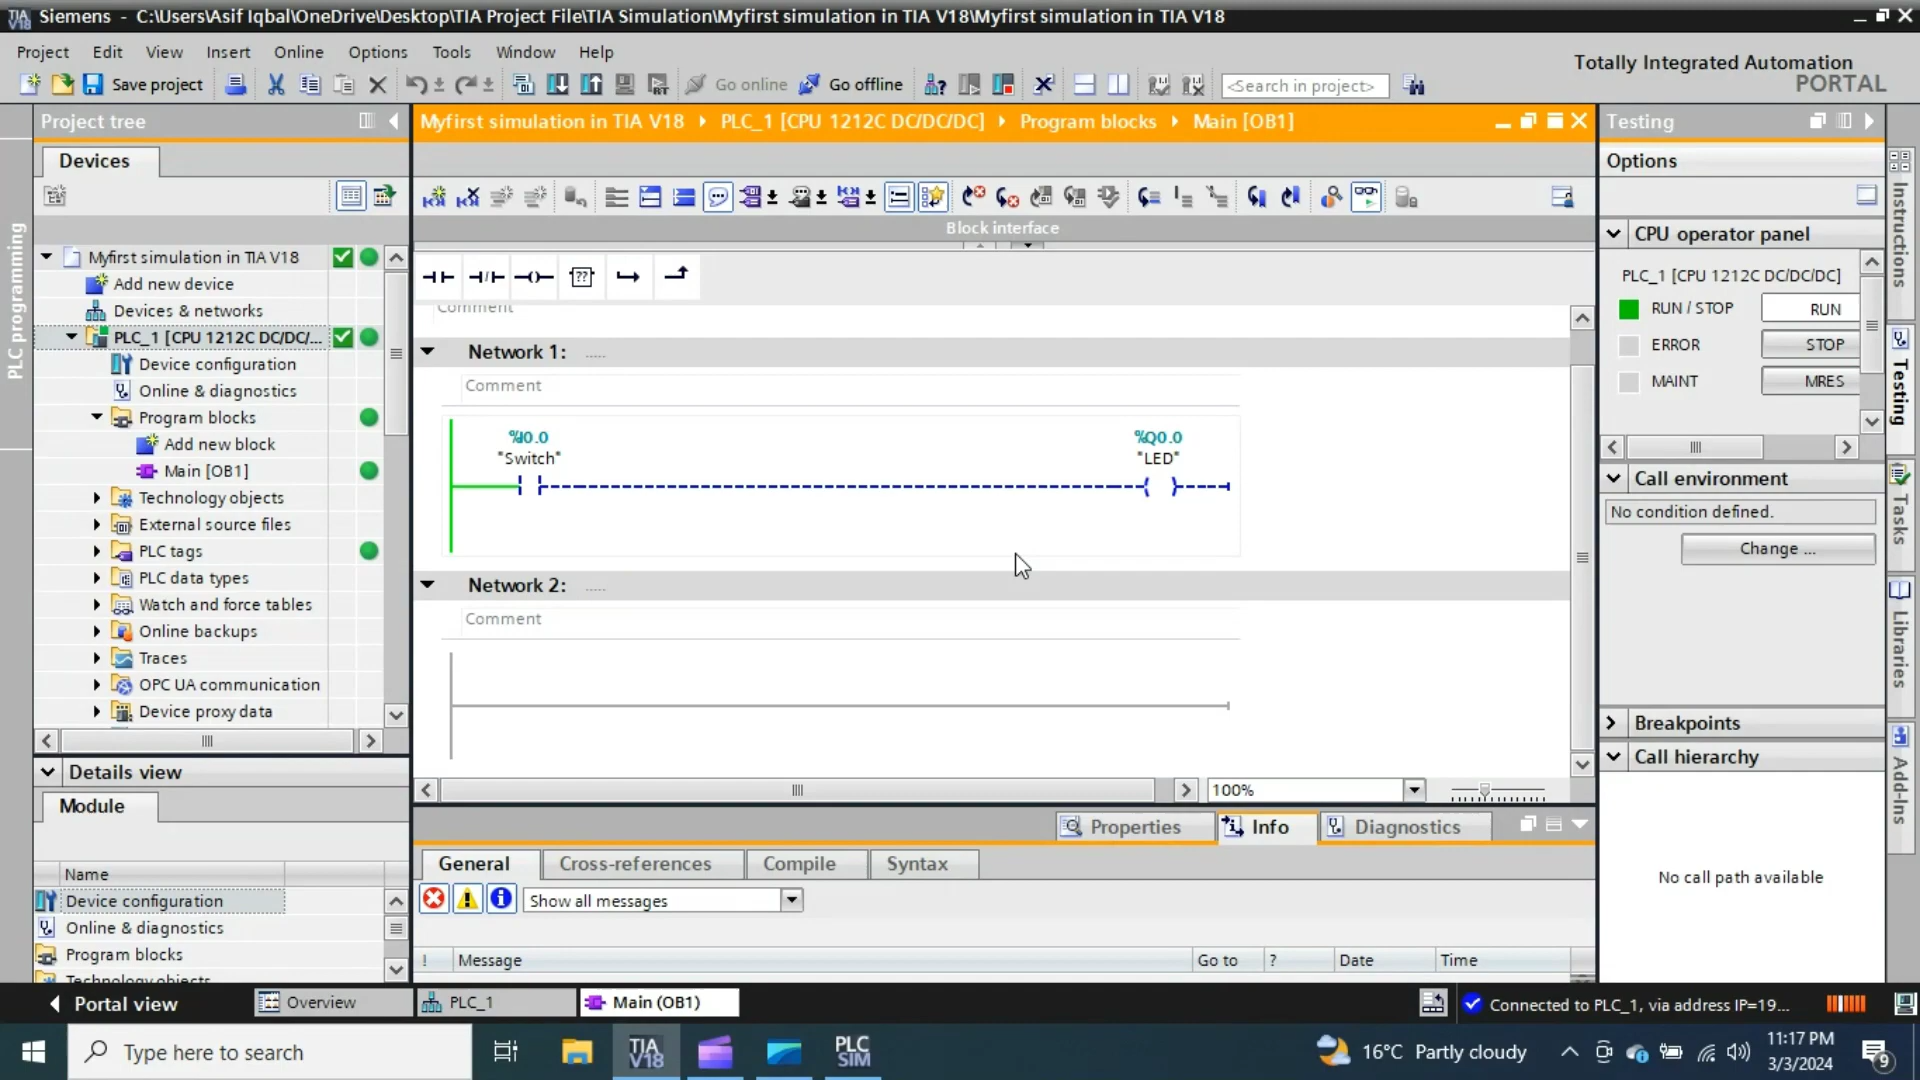 TIA V18 Siemens - C:\Users\Asif Iqbal\OneDrive\Desktop\TIA Project File\TIA Simulation\Myfirst simulation in TIA V18\Myfirst simulation in TIA V18
Project Edit View Insert Online Options Tools Window Help
Totally Integrated Automation
PORTAL
Save project Go online Go offline <Search in project>
Project tree
Myfirst simulation in TIA V18 PLC_1 [CPU 1212C DC/DC/DC] Program blocks Main [OB1]
Testing
Devices
Options
PLC programming
Block interface
CPU operator panel
Myfirst simulation in TIA V18
Add new device
Devices & networks
PLC_1 [CPU 1212C DC/DC/...
Device configuration
Online & diagnostics
Program blocks
Add new block
Main [OB1]
Technology objects
External source files
PLC tags
PLC data types
Watch and force tables
Online backups
Traces
OPC UA communication
Device proxy data
??
Comment
Network 1: .....
Comment
%I0.0
"Switch"
%Q0.0
"LED"
Network 2: .....
Comment
100%
PLC_1 [CPU 1212C DC/DC/DC]
RUN / STOP RUN
ERROR STOP
MAINT MRES
Call environment
No condition defined.
Change ...
Breakpoints
Call hierarchy
No call path available
Instructions
Testing
Tasks
Libraries
Add-Ins
Details view
Module
Name
Device configuration
Online & diagnostics
Program blocks
Technology objects
Properties Info Diagnostics
General Cross-references Compile Syntax
Show all messages
! Message Go to ? Date Time
Portal view Overview PLC_1 Main (OB1) Connected to PLC_1, via address IP=19...
Type here to search
TIA V18
PLC SIM
16°C Partly cloudy
11:17 PM
3/3/2024
9